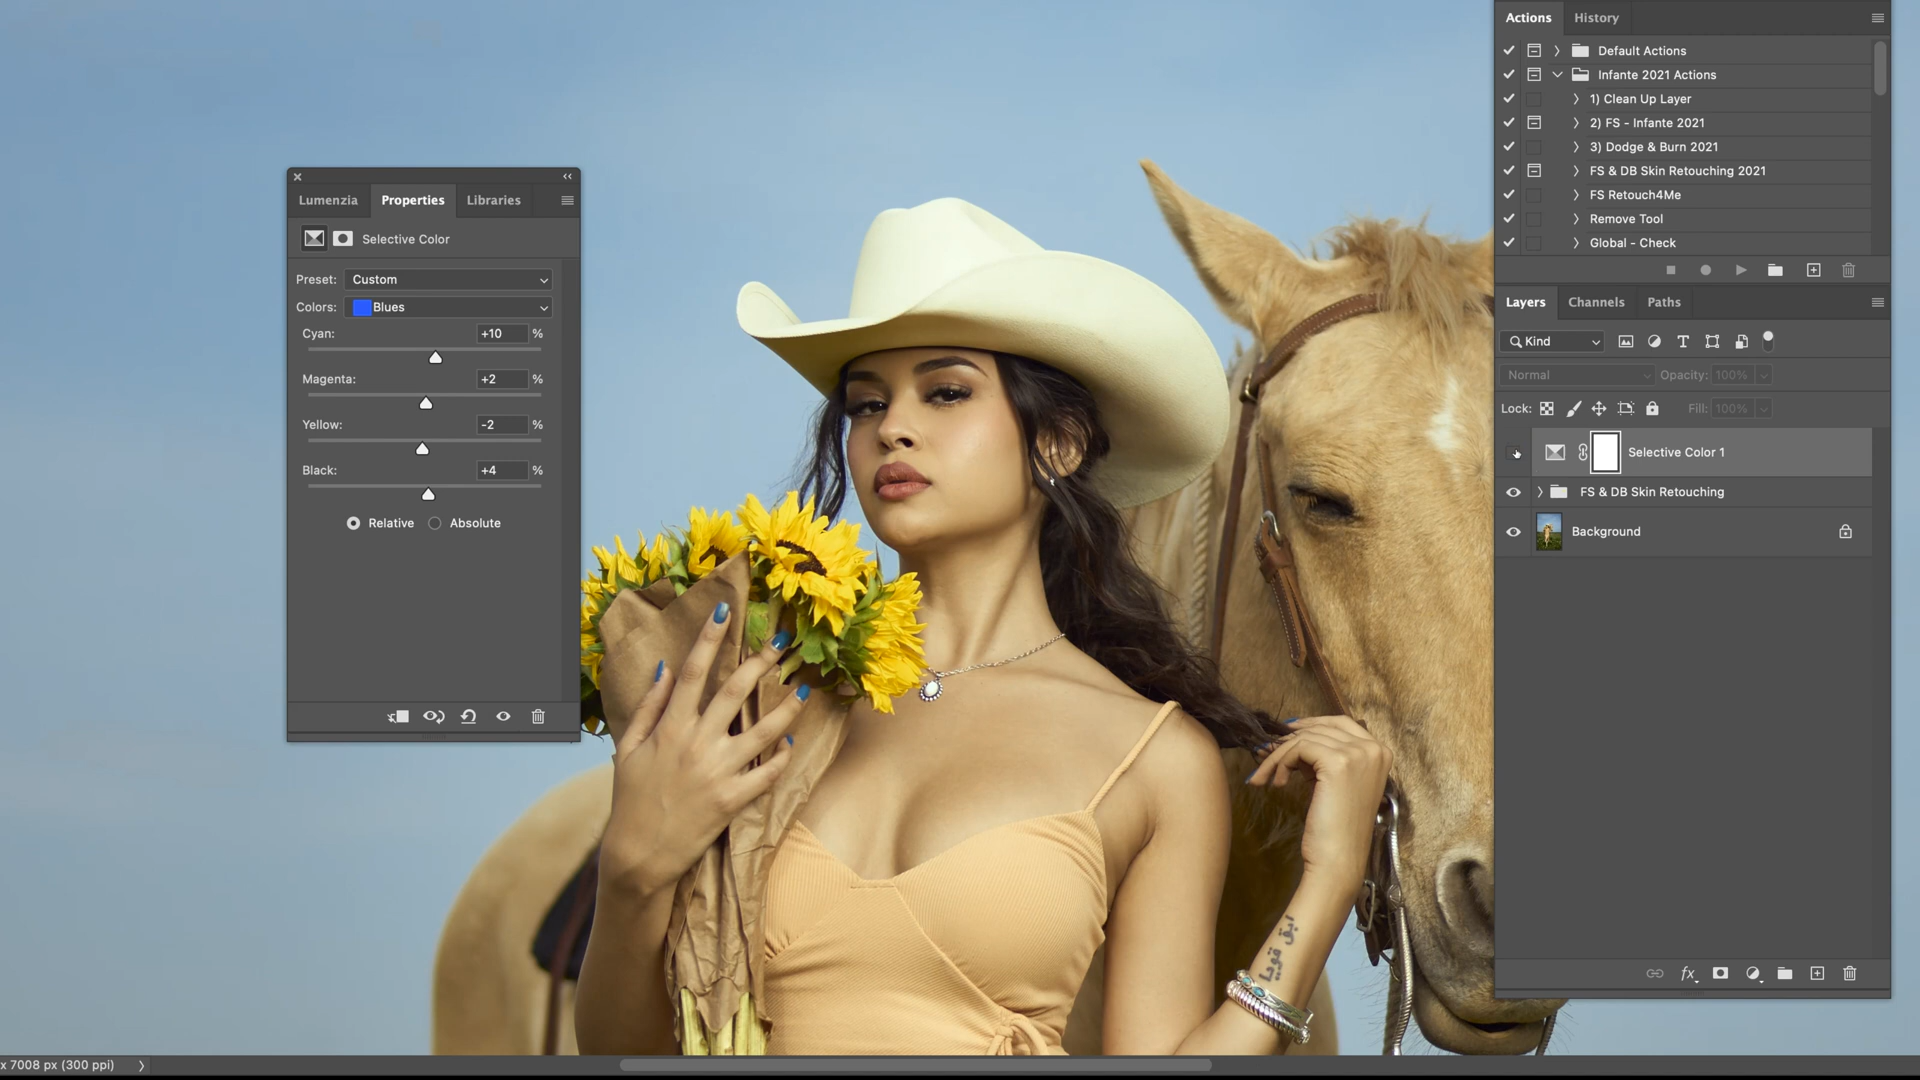 Lumenzia Properties Libraries
Selective Color
Preset: Custom
Colors: Blues
Cyan: +10 %
Magenta: +2 %
Yellow: -2 %
Black: +4 %
Relative Absolute
Actions History
Default Actions
Infante 2021 Actions
1) Clean Up Layer
2) FS - Infante 2021
3) Dodge & Burn 2021
FS & DB Skin Retouching 2021
FS Retouch4Me
Remove Tool
Global - Check
Layers Channels Paths
Kind
Normal Opacity: 100%
Lock: Fill: 100%
Selective Color 1
FS & DB Skin Retouching
Background
fx
ابق قويا
x 7008 px (300 ppi)